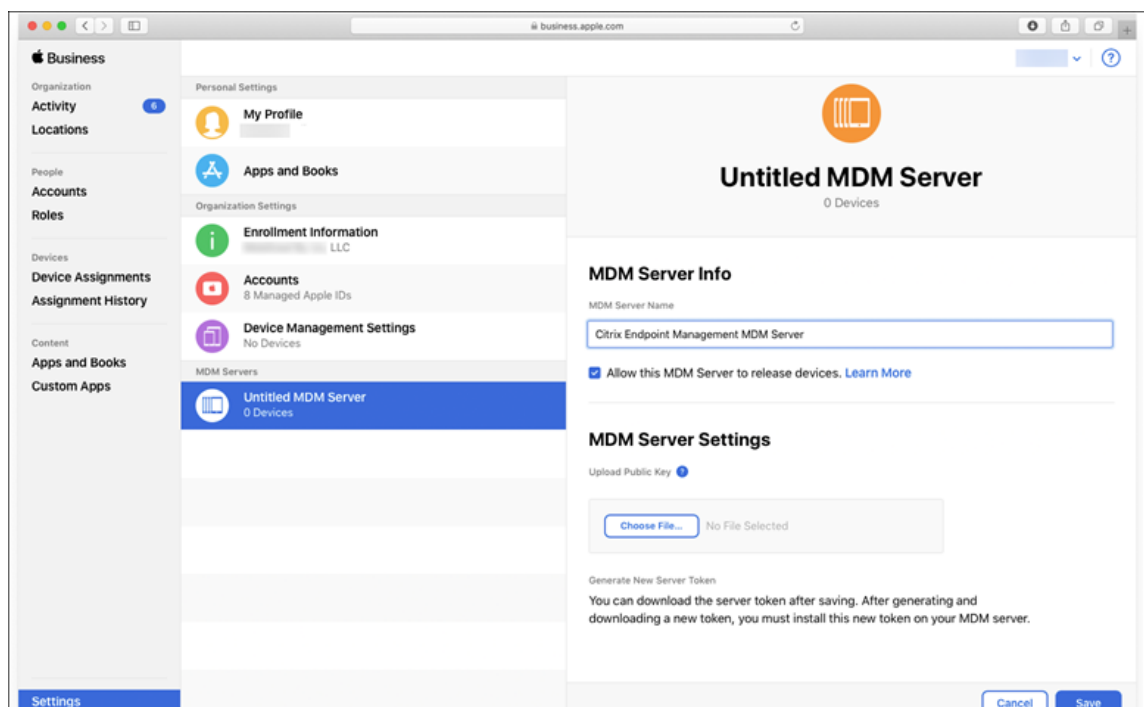 business.apple.com
Business
Organization
Activity
6
Locations
People
Accounts
Roles
Devices
Device Assignments
Assignment History
Content
Apps and Books
Custom Apps
Settings
Personal Settings
My Profile
Apps and Books
Organization Settings
Enrollment Information
LLC
Accounts
8 Managed Apple IDs
Device Management Settings
No Devices
MDM Servers
Untitled MDM Server
0 Devices
?
Untitled MDM Server
0 Devices
MDM Server Info
MDM Server Name
Citrix Endpoint Management MDM Server
Allow this MDM Server to release devices. Learn More
MDM Server Settings
Upload Public Key ?
Choose File... No File Selected
Generate New Server Token
You can download the server token after saving. After generating and
downloading a new token, you must install this new token on your MDM server.
Cancel
Save